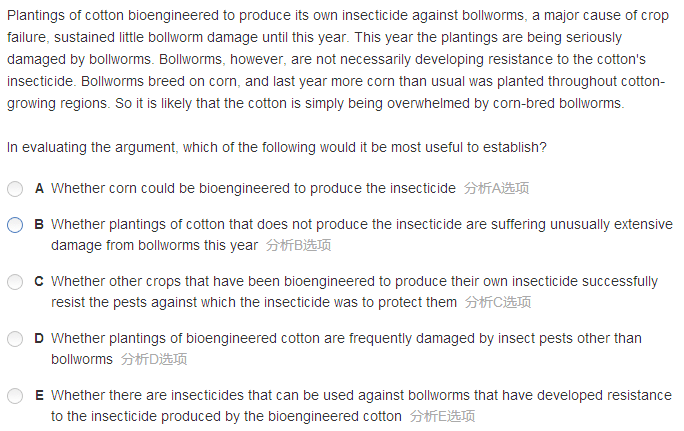 Plantings of cotton bioengineered to produce its own insecticide against bollworms, a major cause of crop
failure, sustained little bollworm damage until this year. This year the plantings are being seriously
damaged by bollworms. Bollworms, however, are not necessarily developing resistance to the cotton's
insecticide. Bollworms breed on corn, and last year more corn than usual was planted throughout cotton-
growing regions. So it is likely that the cotton is simply being overwhelmed by corn-bred bollworms.
In evaluating the argument, which of the following would it be most useful to establish?
A Whether corn could be bioengineered to produce the insecticide 分析A选项
B Whether plantings of cotton that does not produce the insecticide are suffering unusually extensive
damage from bollworms this year 分析B选项
C Whether other crops that have been bioengineered to produce their own insecticide successfully
resist the pests against which the insecticide was to protect them 分析C选项
D Whether plantings of bioengineered cotton are frequently damaged by insect pests other than
bollworms 分析D选项
E Whether there are insecticides that can be used against bollworms that have developed resistance
to the insecticide produced by the bioengineered cotton 分析E选项